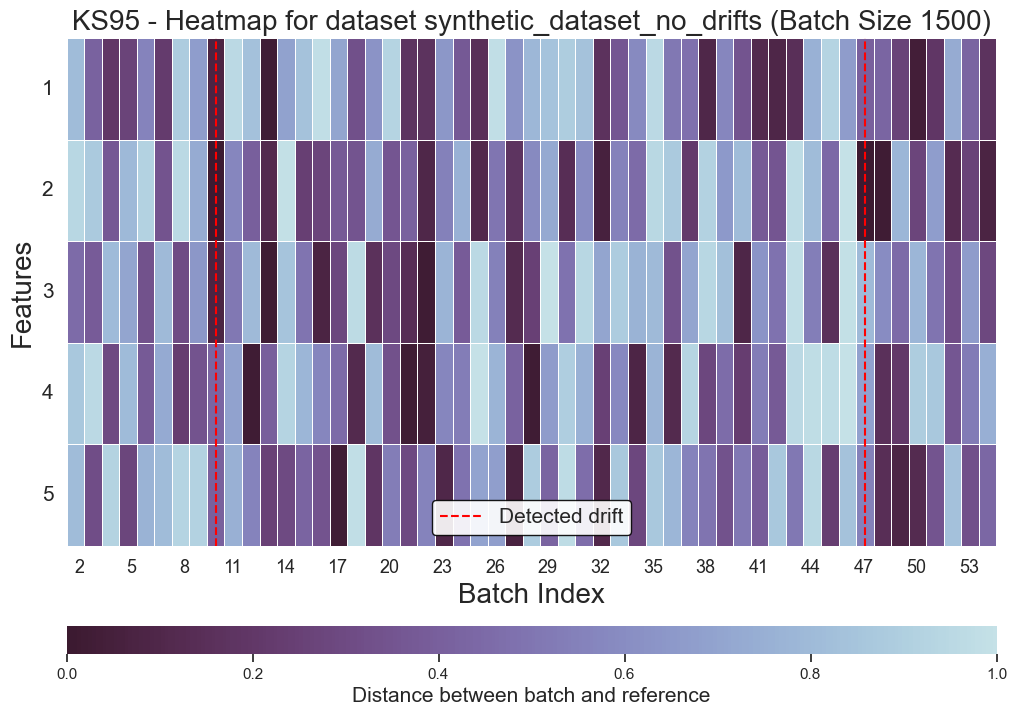 KS95 - Heatmap for dataset synthetic_dataset_no_drifts (Batch Size 1500)
Features
1
2
3
4
5
Detected drift
2 5 8 11 14 17 20 23 26 29 32 35 38 41 44 47 50 53
Batch Index
0.0 0.2 0.4 0.6 0.8 1.0
Distance between batch and reference